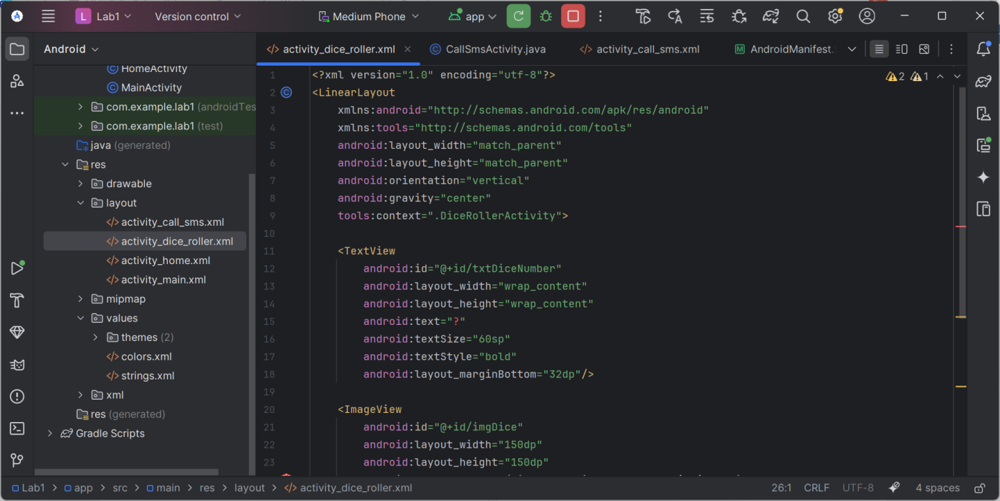 L Lab1 Version control Medium Phone app
Android
activity_dice_roller.xml CallSmsActivity.java activity_call_sms.xml AndroidManifest.
HomeActivity
MainActivity
com.example.lab1 (androidTes
com.example.lab1 (test)
java (generated)
res
drawable
layout
activity_call_sms.xml
activity_dice_roller.xml
activity_home.xml
activity_main.xml
mipmap
values
themes (2)
colors.xml
strings.xml
xml
res (generated)
Gradle Scripts
2 1
1 <?xml version="1.0" encoding="utf-8"?>
2 <LinearLayout
3 xmlns:android="http://schemas.android.com/apk/res/android"
4 xmlns:tools="http://schemas.android.com/tools"
5 android:layout_width="match_parent"
6 android:layout_height="match_parent"
7 android:orientation="vertical"
8 android:gravity="center"
9 tools:context=".DiceRollerActivity">
10
11 <TextView
12 android:id="@+id/txtDiceNumber"
13 android:layout_width="wrap_content"
14 android:layout_height="wrap_content"
15 android:text="?"
16 android:textSize="60sp"
17 android:textStyle="bold"
18 android:layout_marginBottom="32dp"/>
19
20 <ImageView
21 android:id="@+id/imgDice"
22 android:layout_width="150dp"
23 android:layout_height="150dp"
Lab1 > app > src > main > res > layout > activity_dice_roller.xml 26:1 CRLF UTF-8 4 spaces